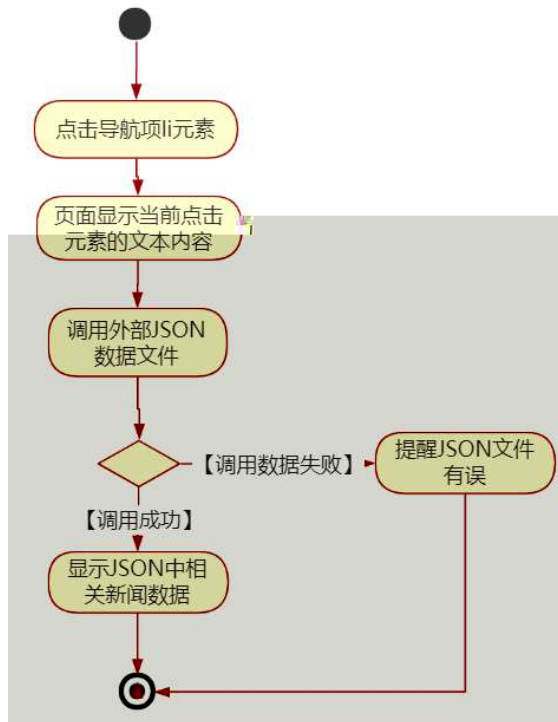 点击导航项li元素
页面显示当前点击
元素的文本内容
调用外部JSON
数据文件
【调用数据失败】
提醒JSON文件
有误
【调用成功】
显示JSON中相
关新闻数据